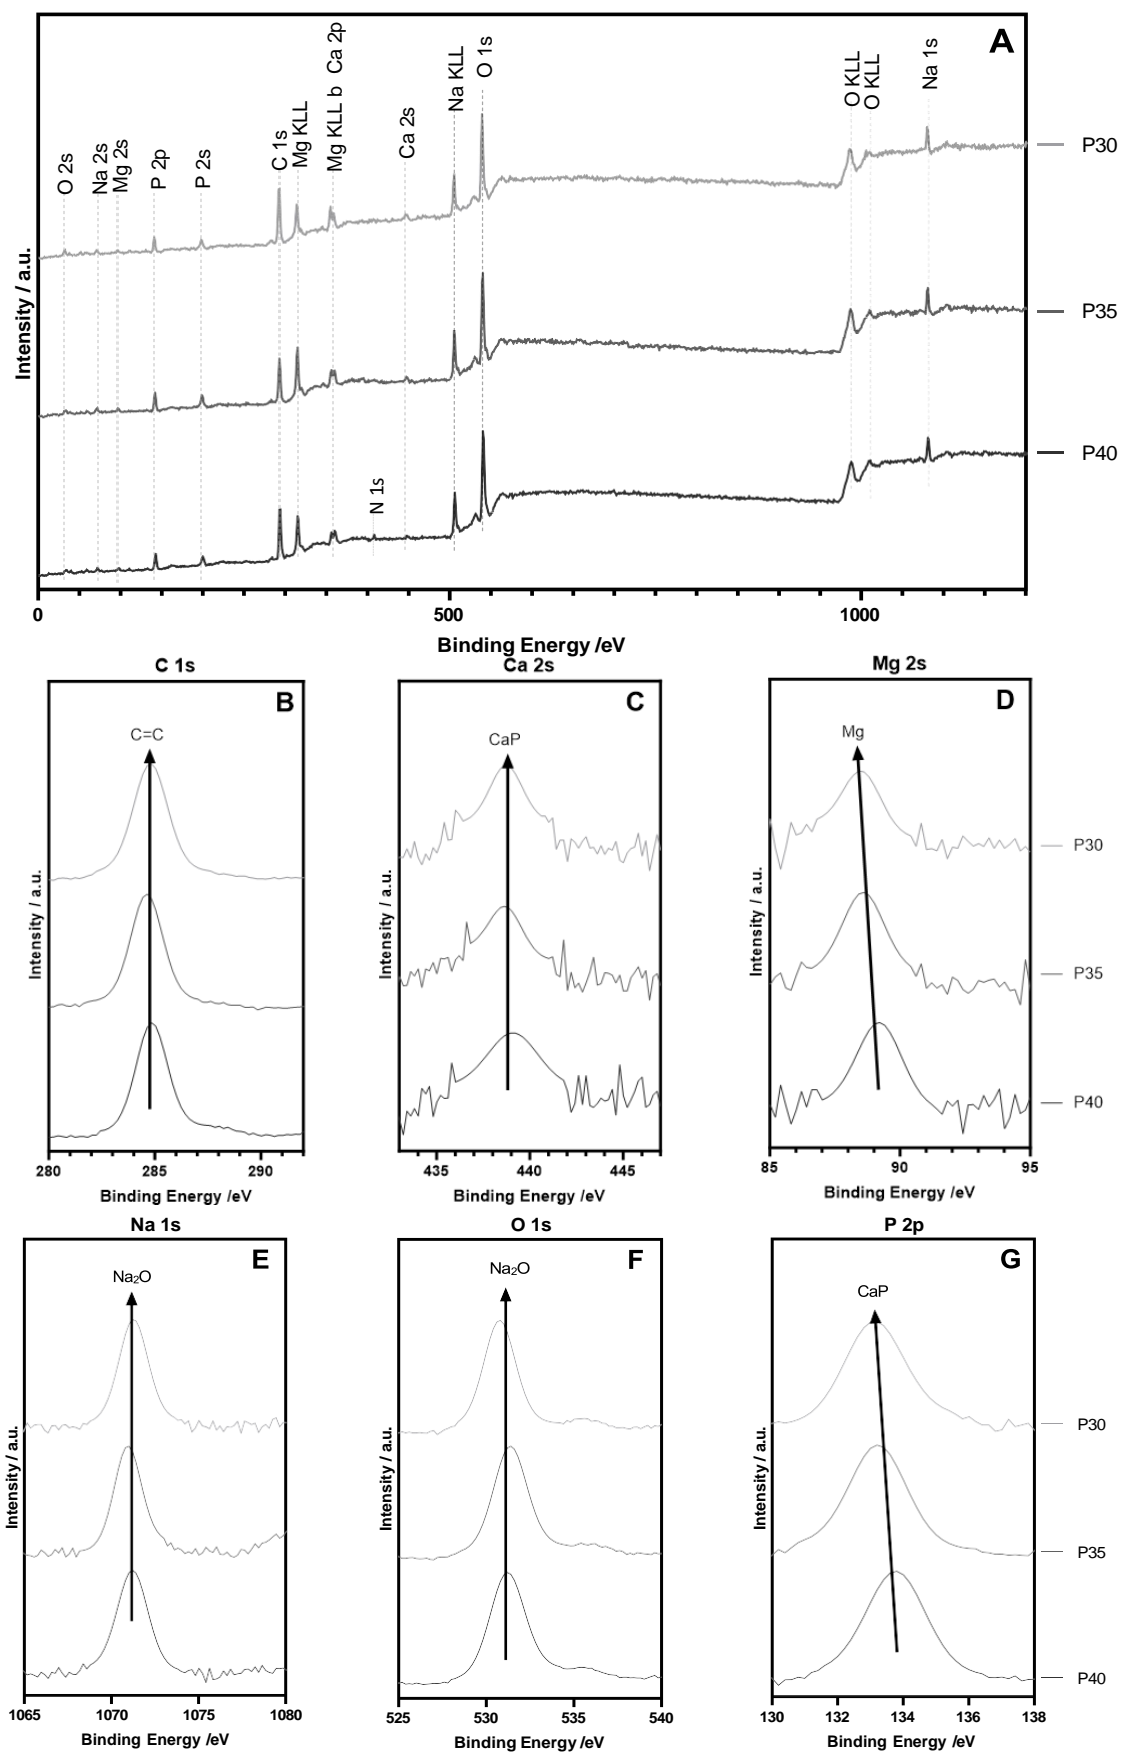 A
O 2s
Na 2s
Mg 2s
P 2p
P 2s
C 1s
Mg KLL
Mg KLL b Ca 2p
Ca 2s
Na KLL
O 1s
O KLL
O KLL
Na 1s
N 1s
P30
P35
P40
Intensity / a.u.
0 500 1000
Binding Energy /eV
C 1s
B
C=C
Intensity / a.u.
280 285 290
Binding Energy /eV
Ca 2s
C
CaP
Intensity / a.u.
435 440 445
Binding Energy /eV
Mg 2s
D
Mg
P30
P35
P40
Intensity / a.u.
85 90 95
Binding Energy /eV
Na 1s
E
Na₂O
Intensity / a.u.
1065 1070 1075 1080
Binding Energy /eV
O 1s
F
Na₂O
Intensity / a.u.
525 530 535 540
Binding Energy /eV
P 2p
G
CaP
P30
P35
P40
Intensity / a.u.
130 132 134 136 138
Binding Energy /eV